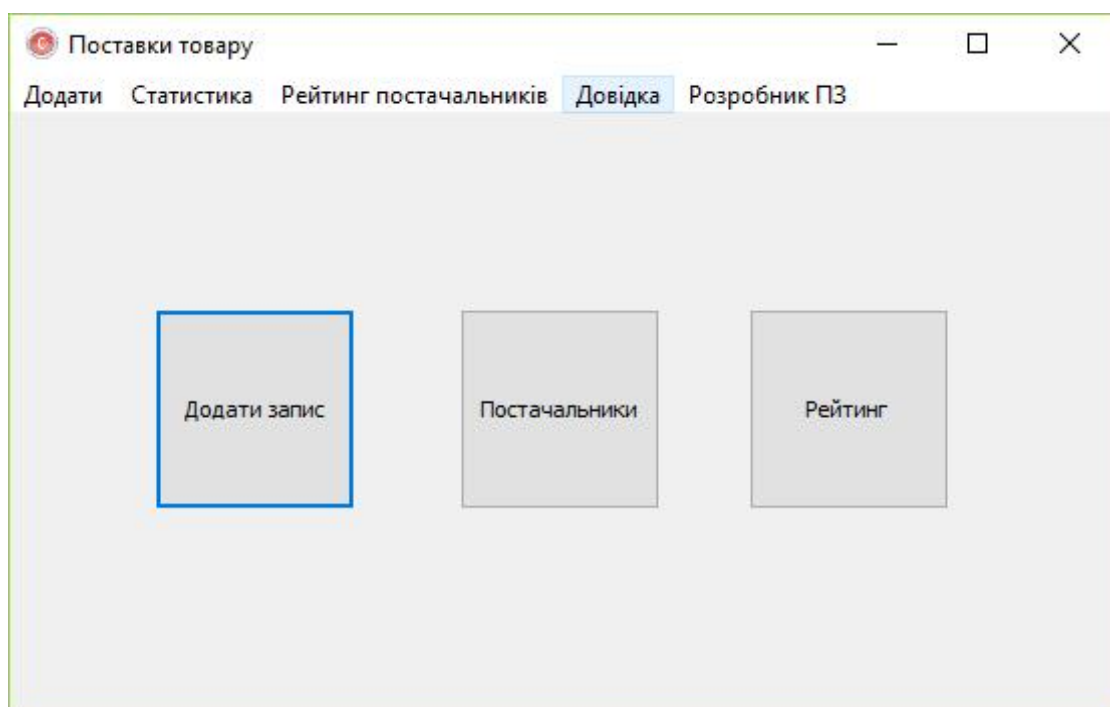 Поставки товару
Додати Статистика Рейтинг постачальників Довідка Розробник ПЗ
Додати запис Постачальники Рейтинг